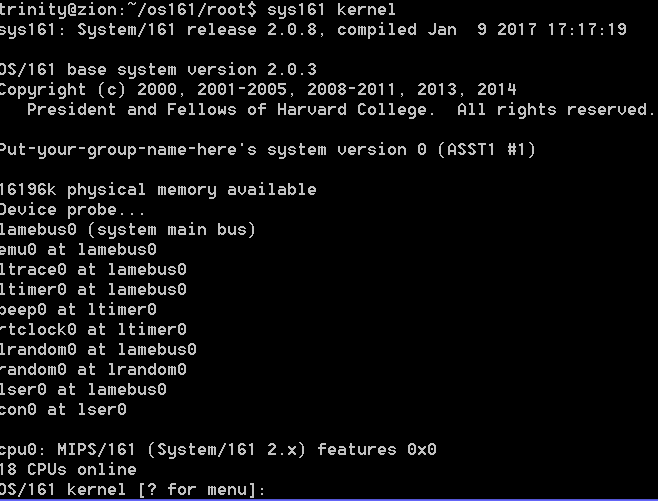 trinity@zion:~/os161/root$ sys161 kernel
sys161: System/161 release 2.0.8, compiled Jan  9 2017 17:17:19
OS/161 base system version 2.0.3
Copyright (c) 2000, 2001-2005, 2008-2011, 2013, 2014
President and Fellows of Harvard College.  All rights reserved.
Put-your-group-name-here's system version 0 (ASST1 #1)
16196k physical memory available
Device probe...
lamebus0 (system main bus)
emu0 at lamebus0
ltrace0 at lamebus0
ltimer0 at lamebus0
beep0 at ltimer0
rtclock0 at ltimer0
lrandom0 at lamebus0
random0 at lrandom0
lser0 at lamebus0
con0 at lser0
cpu0: MIPS/161 (System/161 2.x) features 0x0
18 CPUs online
OS/161 kernel [? for menu]: